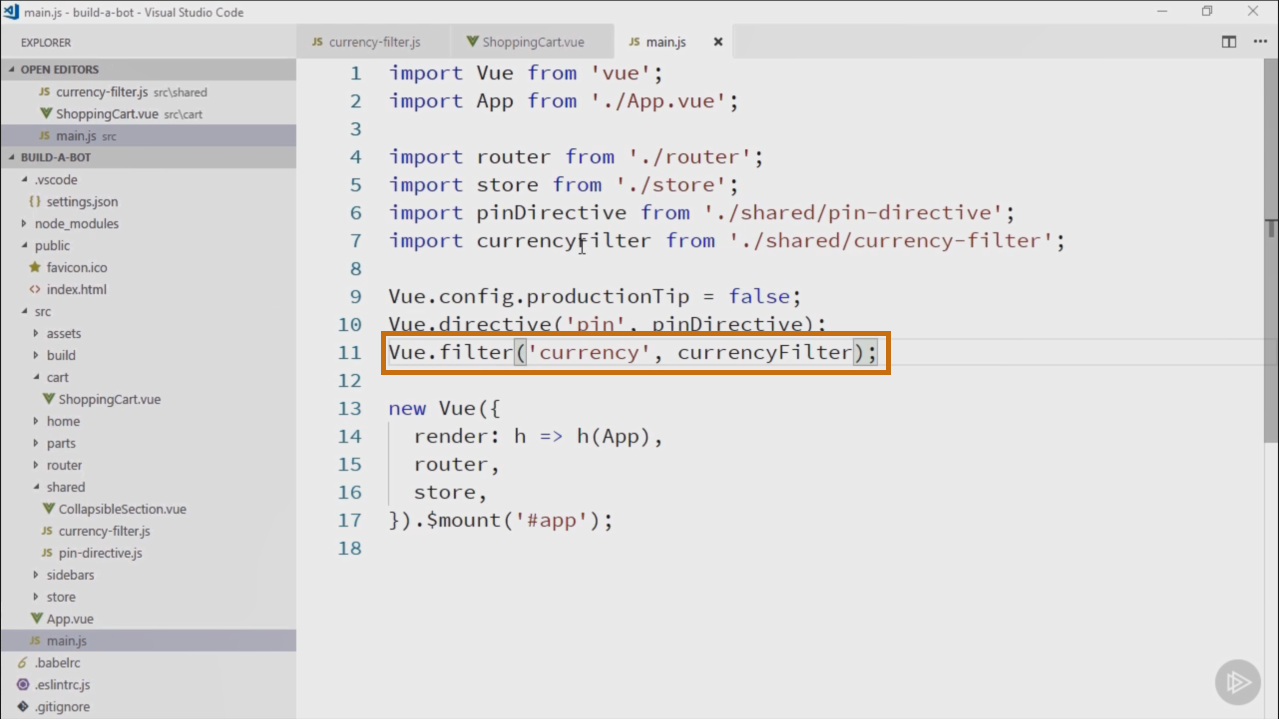 main.js - build-a-bot - Visual Studio Code
EXPLORER
OPEN EDITORS
JS currency-filter.js src\shared
ShoppingCart.vue src\cart
JS main.js src
BUILD-A-BOT
.vscode
{} settings.json
node_modules
public
favicon.ico
<> index.html
src
assets
build
cart
ShoppingCart.vue
home
parts
router
shared
CollapsibleSection.vue
JS currency-filter.js
JS pin-directive.js
sidebars
store
App.vue
JS main.js
.babelrc
.eslintrc.js
.gitignore
JS currency-filter.js
ShoppingCart.vue
JS main.js
1 import Vue from 'vue';
2 import App from './App.vue';
3
4 import router from './router';
5 import store from './store';
6 import pinDirective from './shared/pin-directive';
7 import currencyFilter from './shared/currency-filter';
8
9 Vue.config.productionTip = false;
10 Vue.directive('pin', pinDirective);
11 Vue.filter('currency', currencyFilter);
12
13 new Vue({
14 render: h => h(App),
15 router,
16 store,
17 }).$mount('#app');
18